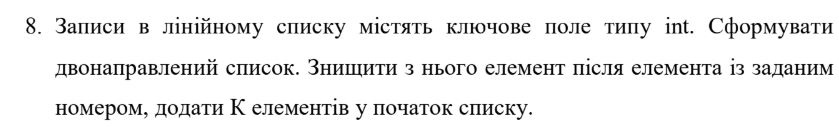 8. Записи в лінійному списку містять ключове поле типу int. Сформувати
двонаправлений список. Знищити з нього елемент після елемента із заданим
номером, додати К елементів у початок списку.